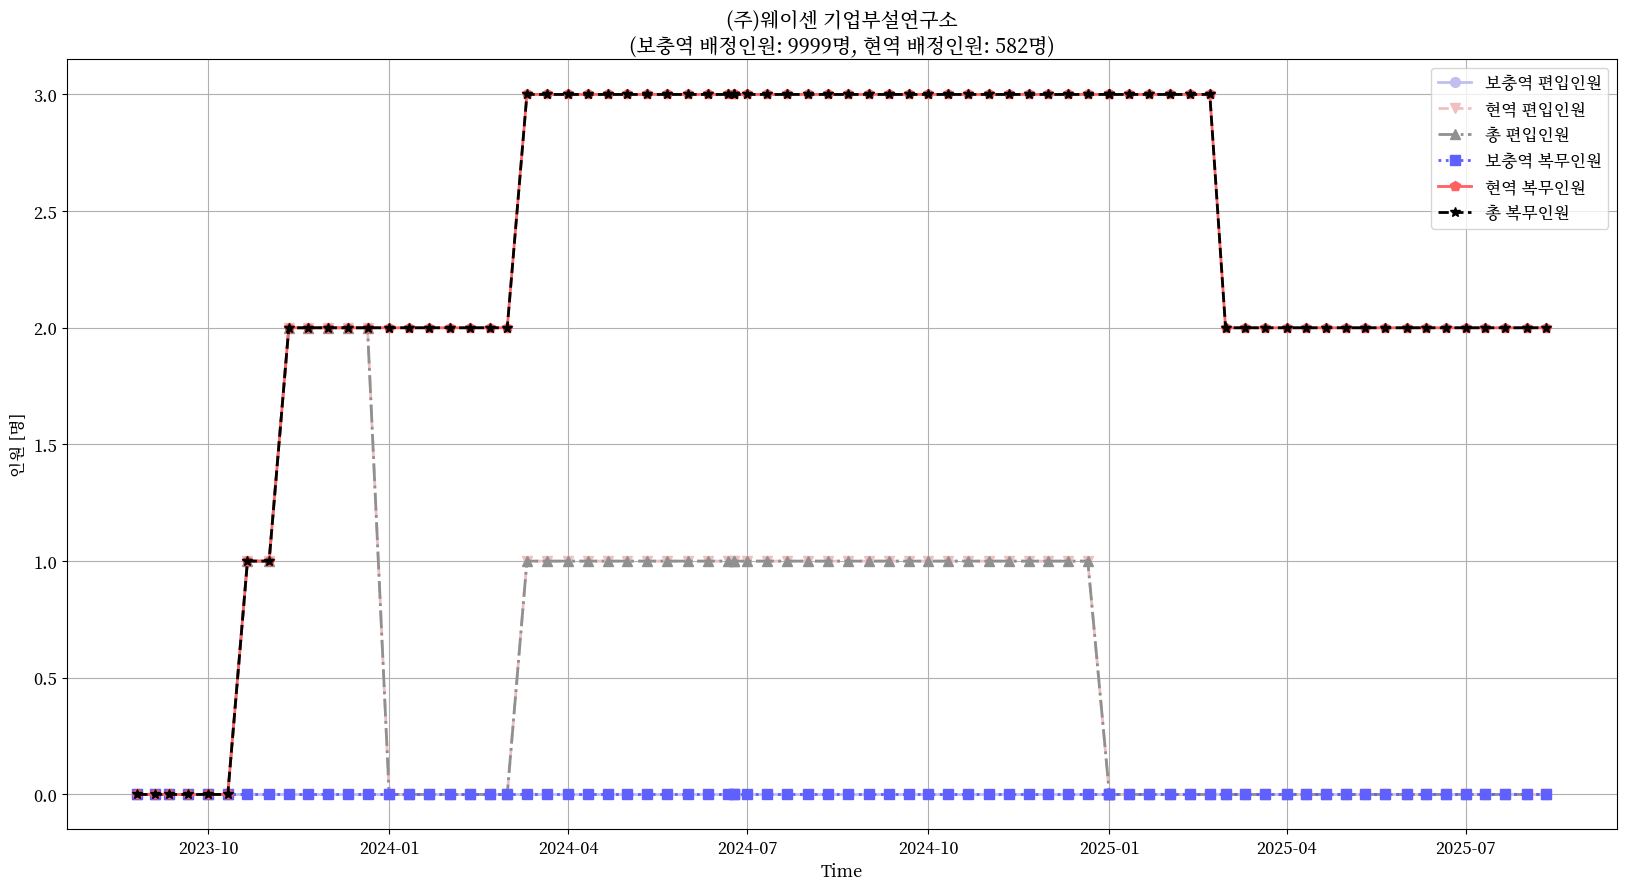 (주)웨이센 기업부설연구소
(보충역 배정인원: 9999명, 현역 배정인원: 582명)
보충역 편입인원
현역 편입인원
총 편입인원
보충역 복무인원
현역 복무인원
총 복무인원
인원 [명]
3.0
2.5
2.0
1.5
1.0
0.5
0.0
2023-10
2024-01
2024-04
2024-07
2024-10
2025-01
2025-04
2025-07
Time